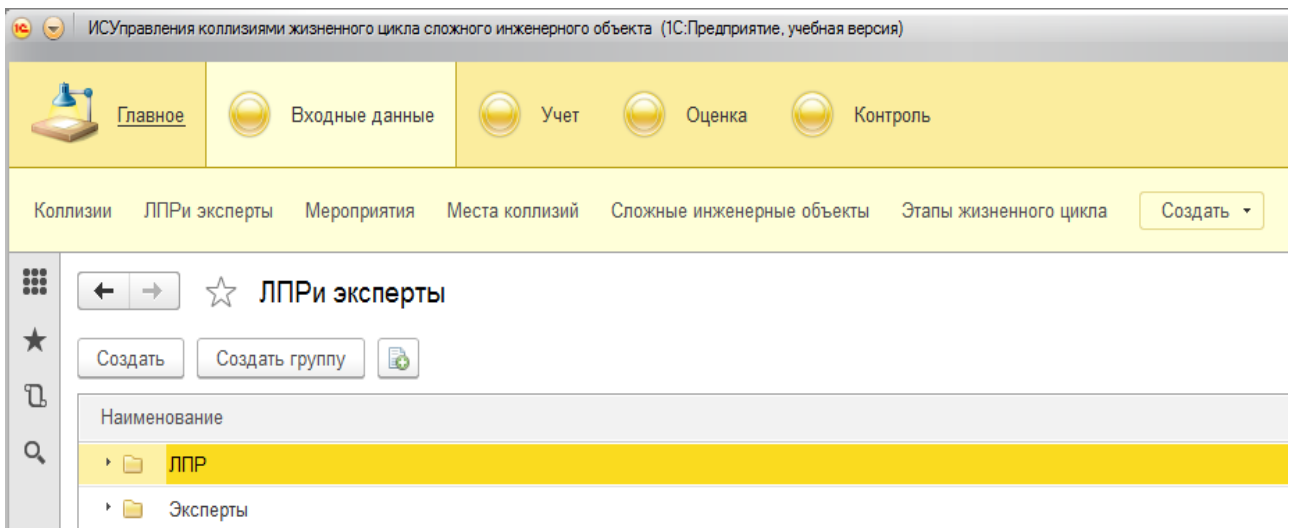 ИСУправления коллизиями жизненного цикла сложного инженерного объекта (1С:Предприятие, учебная версия)
Главное Входные данные Учет Оценка Контроль
Коллизии ЛПРи эксперты Мероприятия Места коллизий Сложные инженерные объекты Этапы жизненного цикла Создать
ЛПРи эксперты
Создать Создать группу
Наименование
ЛПР
Эксперты